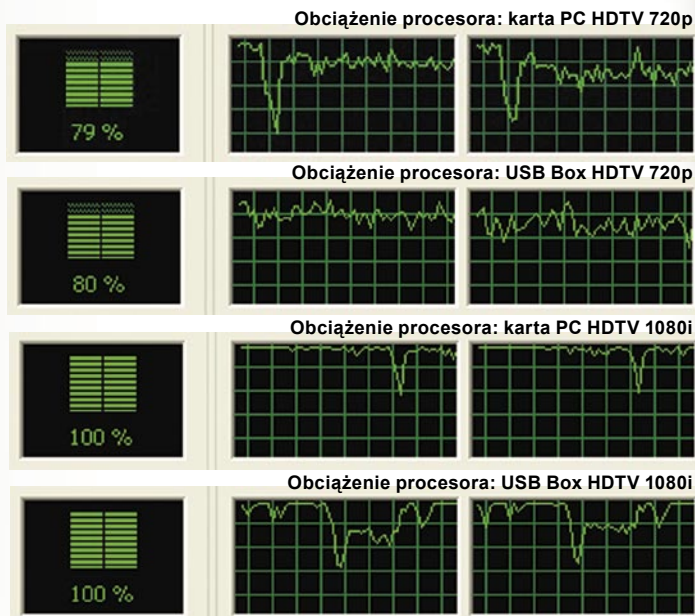 Obciążenie procesora: karta PC HDTV 720p
79 %
Obciążenie procesora: USB Box HDTV 720p
80 %
Obciążenie procesora: karta PC HDTV 1080i
100 %
Obciążenie procesora: USB Box HDTV 1080i
100 %